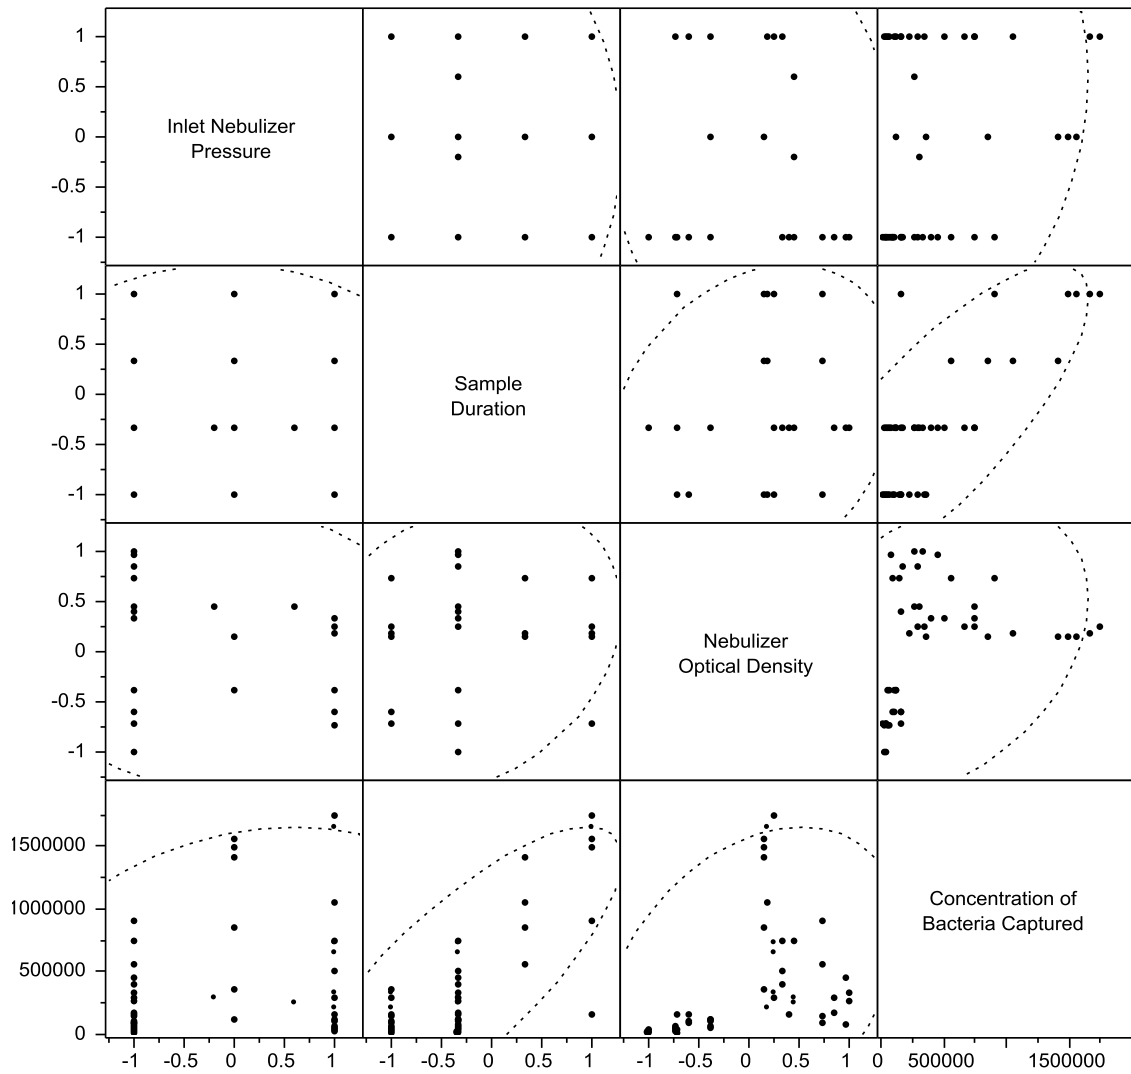 1
0.5
0
-0.5
-1
Inlet Nebulizer
Pressure
1
0.5
0
-0.5
-1
Sample
Duration
1
0.5
0
-0.5
-1
Nebulizer
Optical Density
1500000
1000000
500000
0
Concentration of
Bacteria Captured
-1 -0.5 0 0.5 1 -1 -0.5 0 0.5 1 -1 -0.5 0 0.5 1 0 500000 1500000